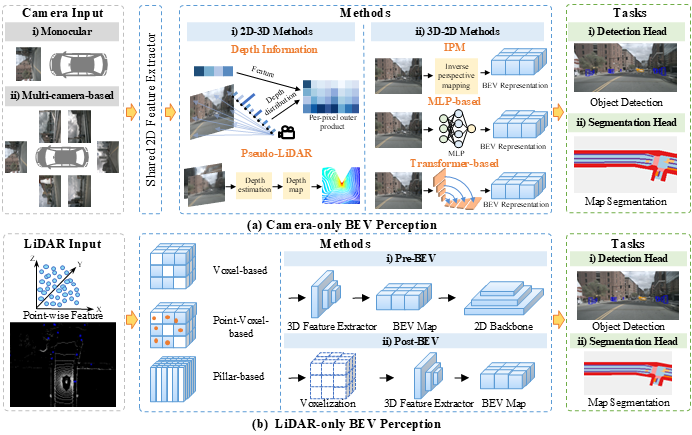 Camera Input
i) Monocular
ii) Multi-camera-based
Shared 2D Feature Extractor
Methods
i) 2D-3D Methods
Depth Information
Feature
Depth
distribution
Per-pixel outer
product
Pseudo-LiDAR
Depth
estimation
Depth
map
ii) 3D-2D Methods
IPM
Inverse
perspective
mapping
BEV Representation
MLP-based
MLP
BEV Representation
Transformer-based
BEV Representation
Tasks
i) Detection Head
Object Detection
ii) Segmentation Head
Map Segmentation
(a) Camera-only BEV Perception
LiDAR Input
Z
Y
X
Point-wise Feature
Methods
Voxel-based
Point-Voxel-
based
Pillar-based
i) Pre-BEV
3D Feature Extractor
BEV Map
2D Backbone
ii) Post-BEV
Voxelization
3D Feature Extractor
BEV Map
Tasks
i) Detection Head
Object Detection
ii) Segmentation Head
Map Segmentation
(b) LiDAR-only BEV Perception